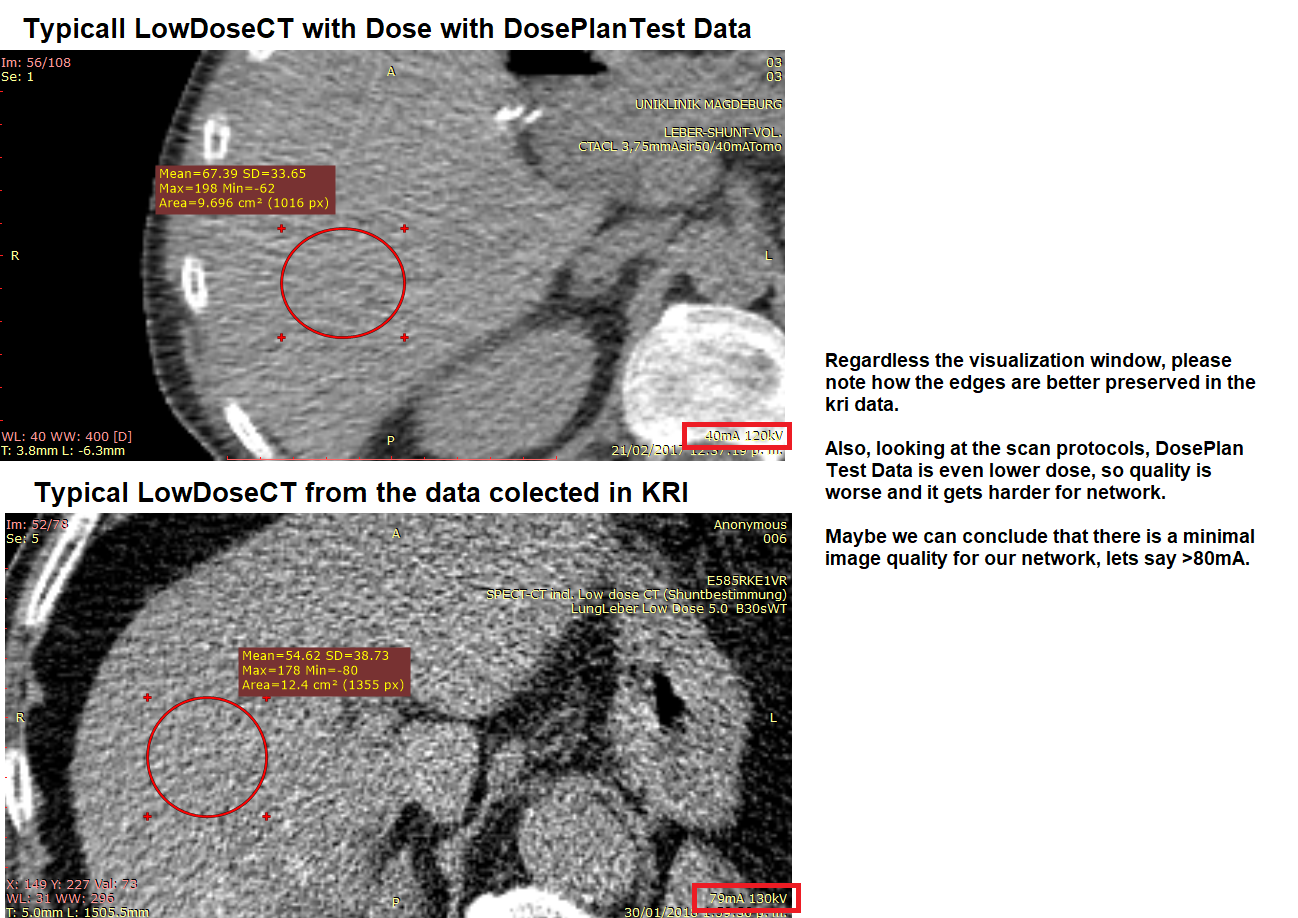 Typicall LowDoseCT with Dose with DosePlanTest Data
Im: 56/108
Se: 1
A
03
03
UNIKLINIK MAGDEBURG
LEBER-SHUNT-VOL.
CTACL 3,75mmAsir50/40mATomo
Mean=67.39 SD=33.65
Max=198 Min=-62
Area=9.696 cm² (1016 px)
R
L
P
WL: 40 WW: 400 [D]
T: 3.8mm L: -6.3mm
40mA 120kV
21/02/2017 12:37:19 p. m.
Typical LowDoseCT from the data colected in KRI
Im: 52/78
Se: 5
A
Anonymous
006
E585RKE1VR
SPECT-CT incl. Low dose CT (Shuntbestimmung)
LungLeber Low Dose 5.0 B30sWT
Mean=54.62 SD=38.73
Max=178 Min=-80
Area=12.4 cm² (1355 px)
R
L
P
X: 149 Y: 227 Val: 73
WL: 31 WW: 296
T: 5.0mm L: 1505.5mm
79mA 130kV
Regardless the visualization window, please
note how the edges are better preserved in the
kri data.
Also, looking at the scan protocols, DosePlan
Test Data is even lower dose, so quality is
worse and it gets harder for network.
Maybe we can conclude that there is a minimal
image quality for our network, lets say >80mA.